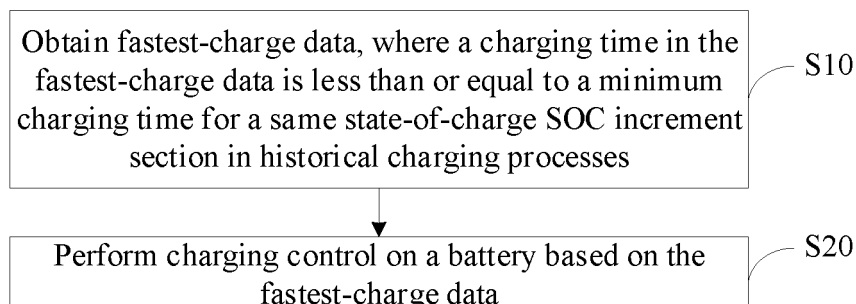 Obtain fastest-charge data, where a charging time in the
fastest-charge data is less than or equal to a minimum
charging time for a same state-of-charge SOC increment
section in historical charging processes
S10
Perform charging control on a battery based on the
fastest-charge data
S20